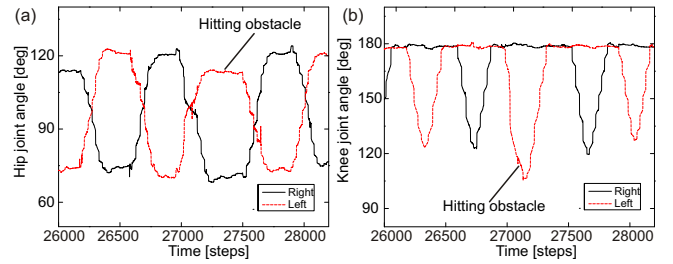 (a)
Hitting obstacle
Hip joint angle [deg]
120
90
60
Right
Left
26000 26500 27000 27500 28000
Time [steps]
(b)
Knee joint angle [deg]
180
150
120
90
Hitting obstacle
Right
Left
26000 26500 27000 27500 28000
Time [steps]